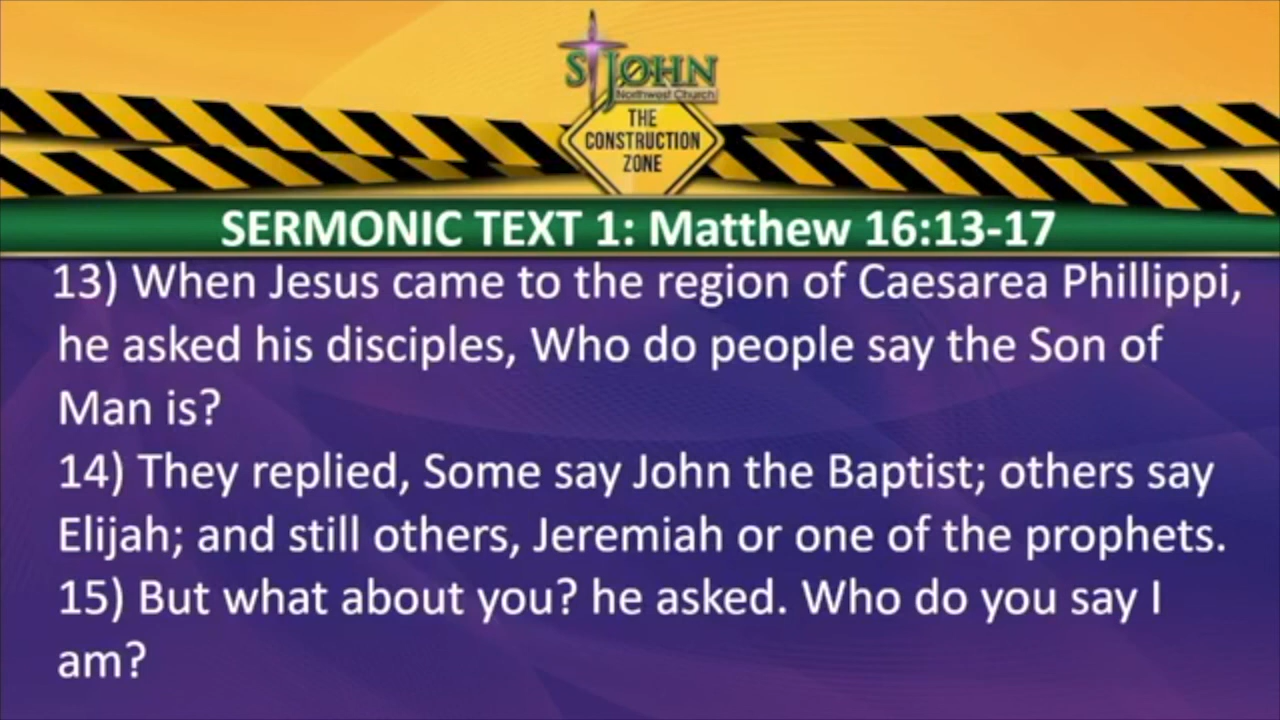 ST JOHN
Northwest Church
THE
CONSTRUCTION
ZONE
SERMONIC TEXT 1: Matthew 16:13-17
13) When Jesus came to the region of Caesarea Phillippi,
he asked his disciples, Who do people say the Son of
Man is?
14) They replied, Some say John the Baptist; others say
Elijah; and still others, Jeremiah or one of the prophets.
15) But what about you? he asked. Who do you say I
am?